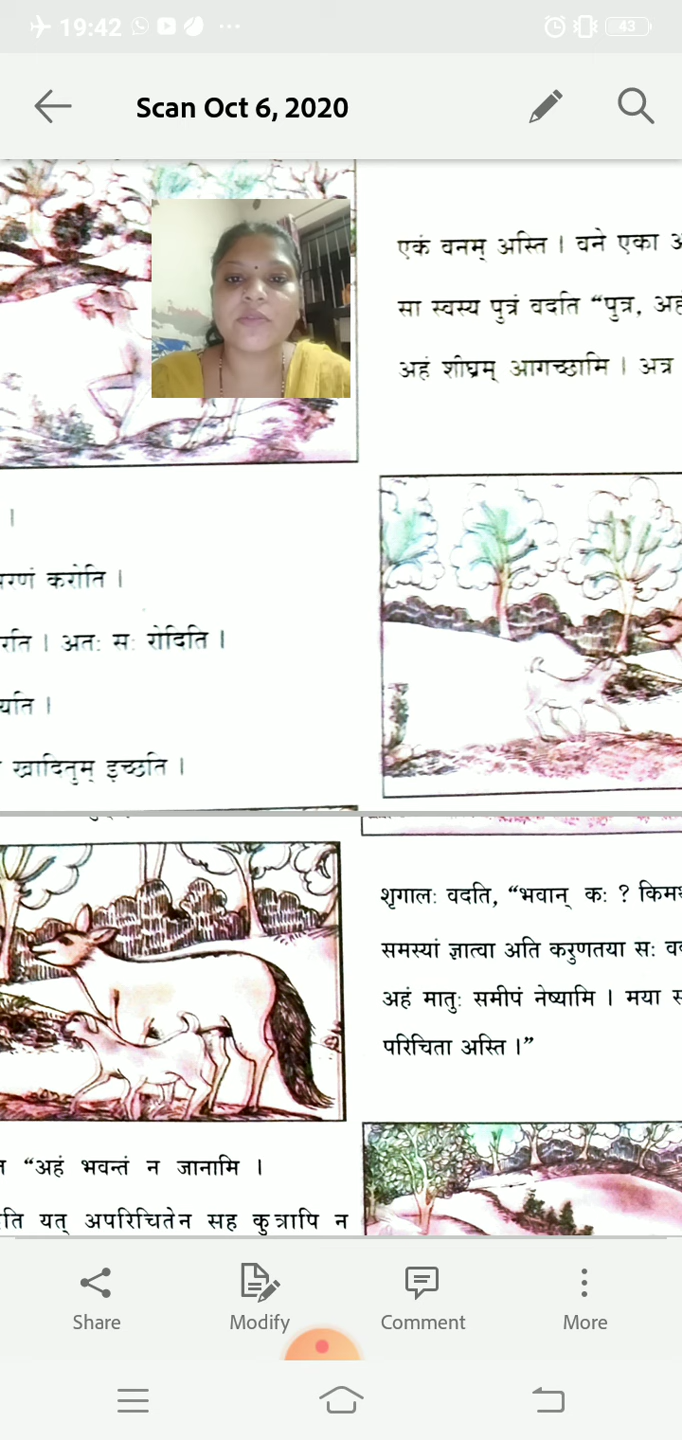 19:42
43
Scan Oct 6, 2020
एकं वनम् अस्ति । वने एका
सा स्वस्य पुत्रं वदति “पुत्र,
अहं शीघ्रम् आगच्छामि । अत्र
।
करोति ।
अतः सः रोदिति ।
।
खादितुम् इच्छति ।
शृगालः वदति, “भवान् कः ?
समस्यां ज्ञात्वा अति करुणतया सः
अहं मातुः समीपं नेष्यामि । मया
परिचिता अस्ति ।”
“अहं भवन्तं न जानामि ।
यत् अपरिचितेन सह कुत्रापि न
Share
Modify
Comment
More